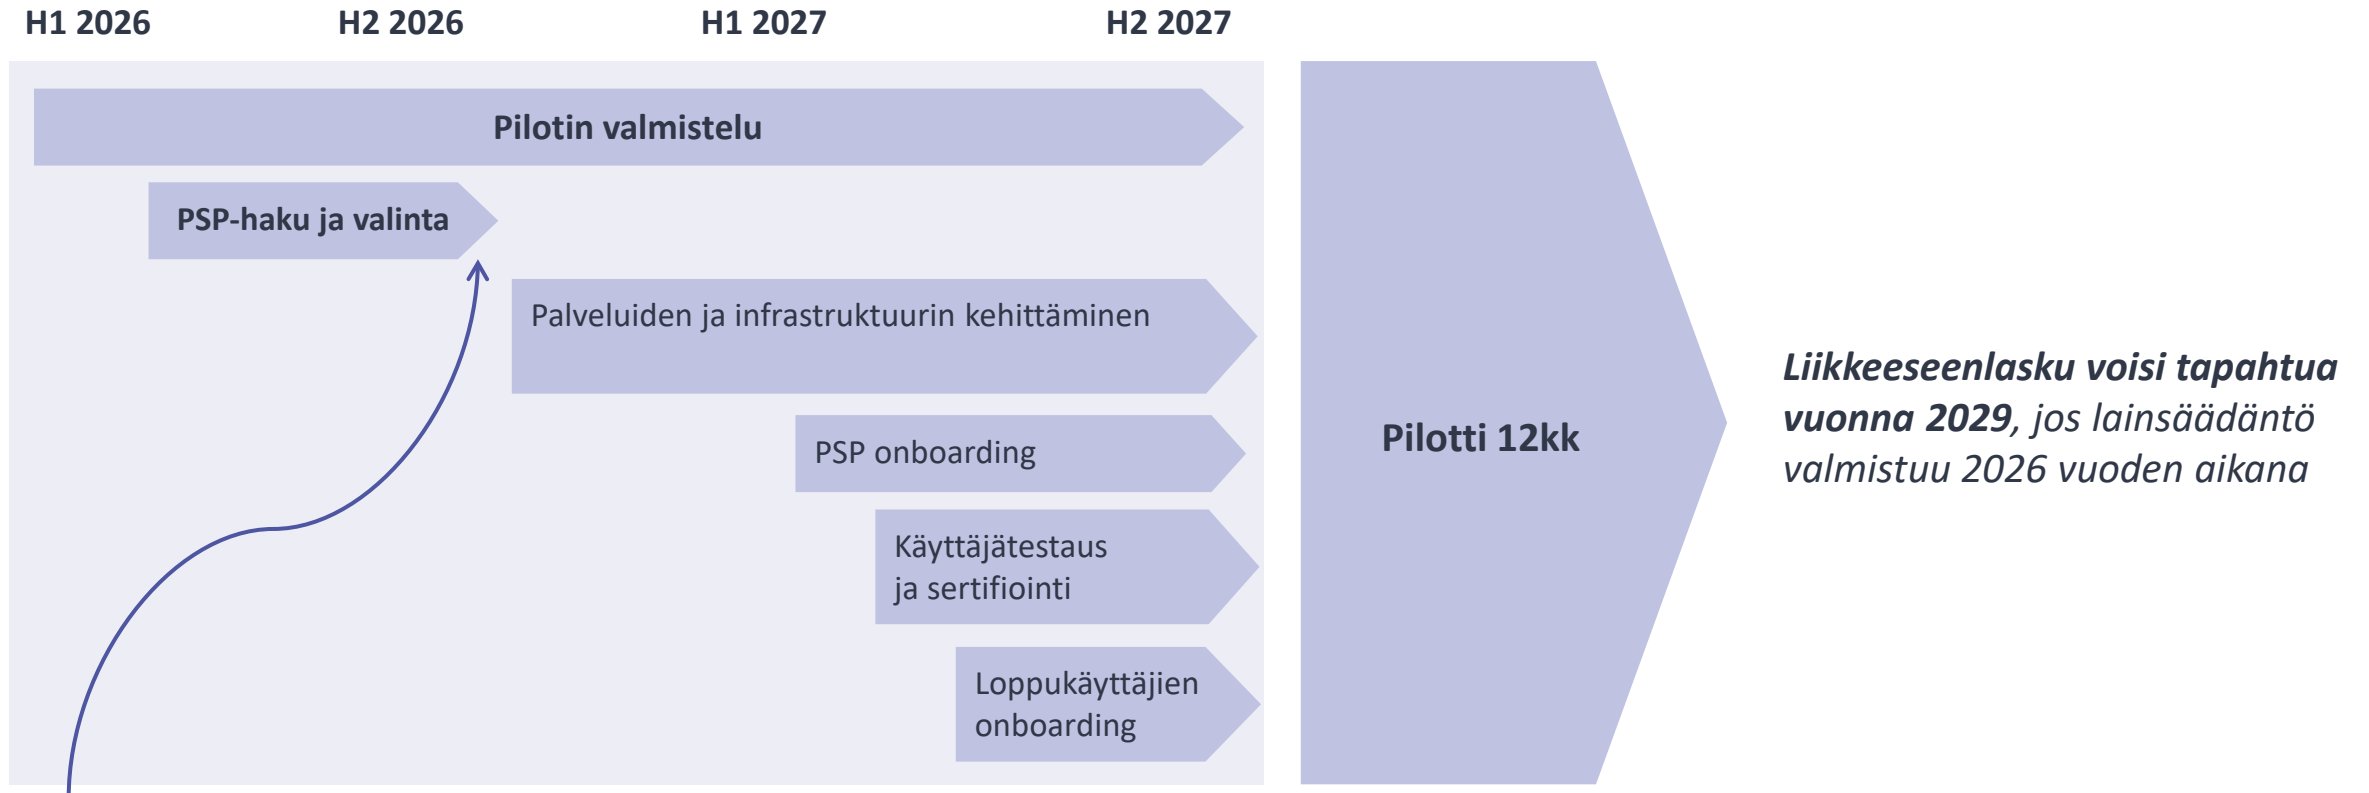 H1 2026
H2 2026
H1 2027
H2 2027
Pilotin valmistelu
PSP-haku ja valinta
Palveluiden ja infrastruktuurin kehittäminen
PSP onboarding
Käyttäjätestaus
ja sertifiointi
Loppukäyttäjien
onboarding
Pilotti 12kk
Liikkeeseenlasku voisi tapahtua
vuonna 2029, jos lainsäädäntö
valmistuu 2026 vuoden aikana